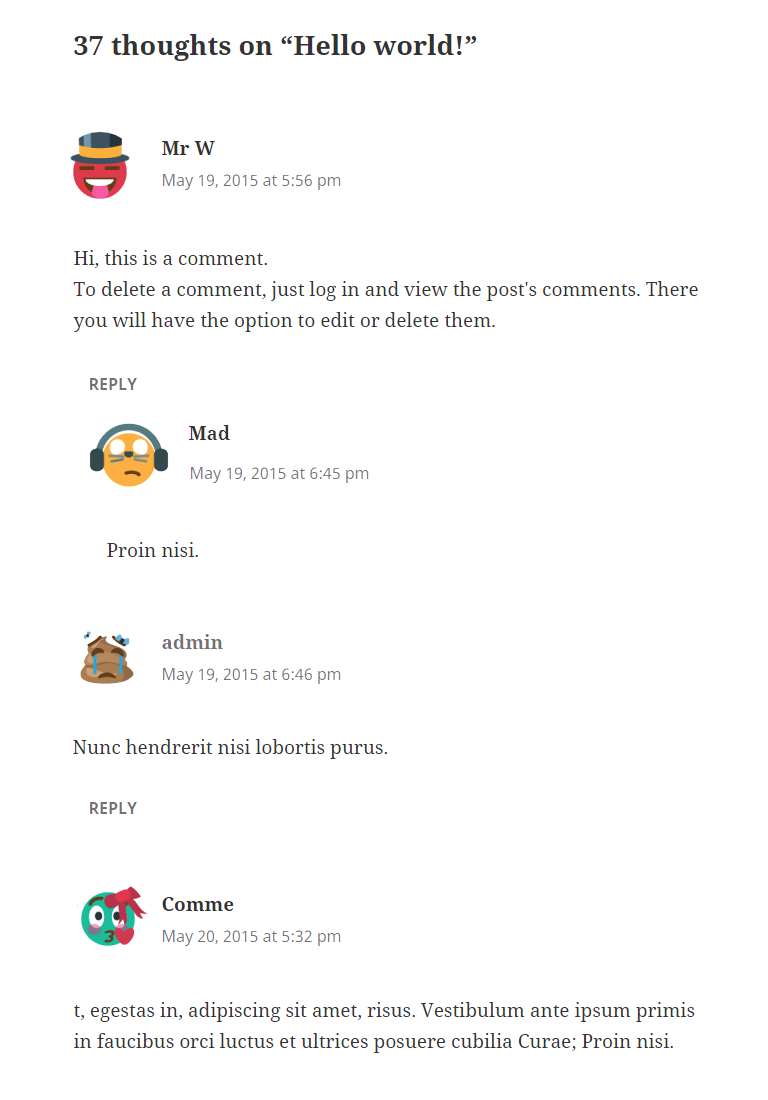 37 thoughts on “Hello world!”
Mr W
May 19, 2015 at 5:56 pm
Hi, this is a comment.
To delete a comment, just log in and view the post's comments. There
you will have the option to edit or delete them.
REPLY
Mad
May 19, 2015 at 6:45 pm
Proin nisi.
admin
May 19, 2015 at 6:46 pm
Nunc hendrerit nisi lobortis purus.
REPLY
Comme
May 20, 2015 at 5:32 pm
t, egestas in, adipiscing sit amet, risus. Vestibulum ante ipsum primis
in faucibus orci luctus et ultrices posuere cubilia Curae; Proin nisi.